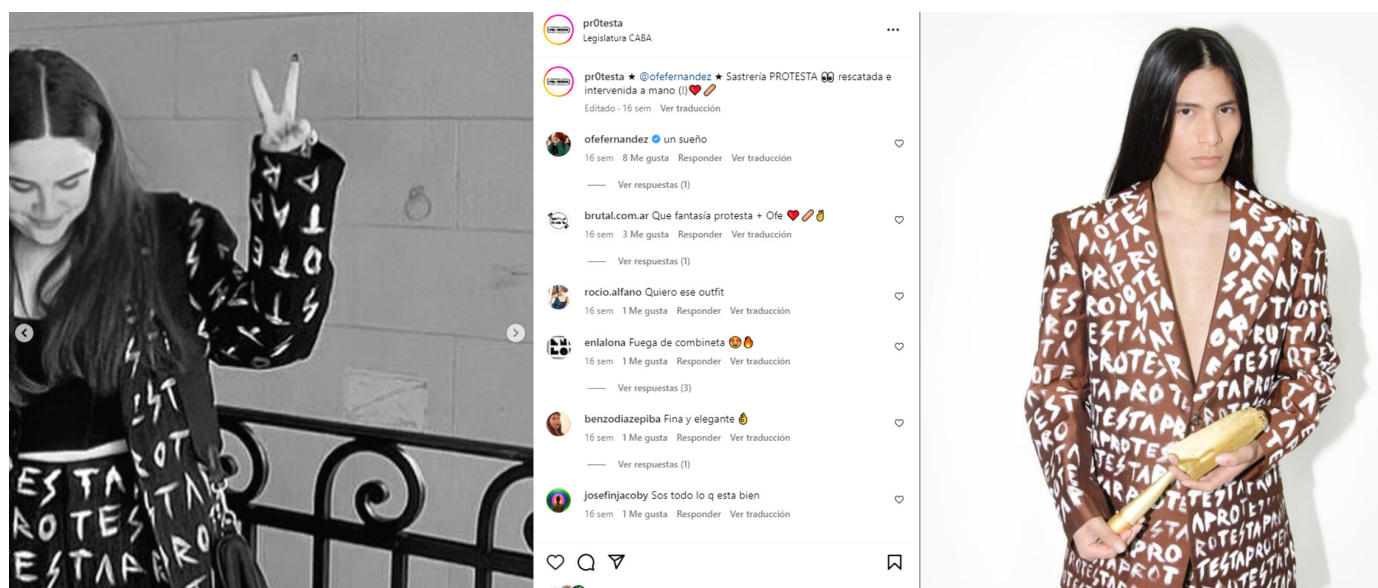 pr0testa
Legislatura CABA
pr0testa ★ @ofefernandez ★ Sastrería PROTESTA 👀 rescatada e
intervenida a mano (!)❤️🩹
Editado · 16 sem Ver traducción
ofefernandez un sueño
16 sem 8 Me gusta Responder Ver traducción
Ver respuestas (1)
brutal.com.ar Que fantasía protesta + Ofe ❤️🩹✌️
16 sem 3 Me gusta Responder Ver traducción
Ver respuestas (1)
rocio.alfano Quiero ese outfit
16 sem 1 Me gusta Responder Ver traducción
enlalona Fuega de combineta 😍🔥
16 sem 1 Me gusta Responder Ver traducción
Ver respuestas (3)
benzodiazepiba Fina y elegante 👌
16 sem 1 Me gusta Responder Ver traducción
Ver respuestas (1)
josefinjacoby Sos todo lo q esta bien
16 sem 1 Me gusta Responder Ver traducción
ESTA
ROTES
ESTAPRO
PROTESTA
TESTAPRO